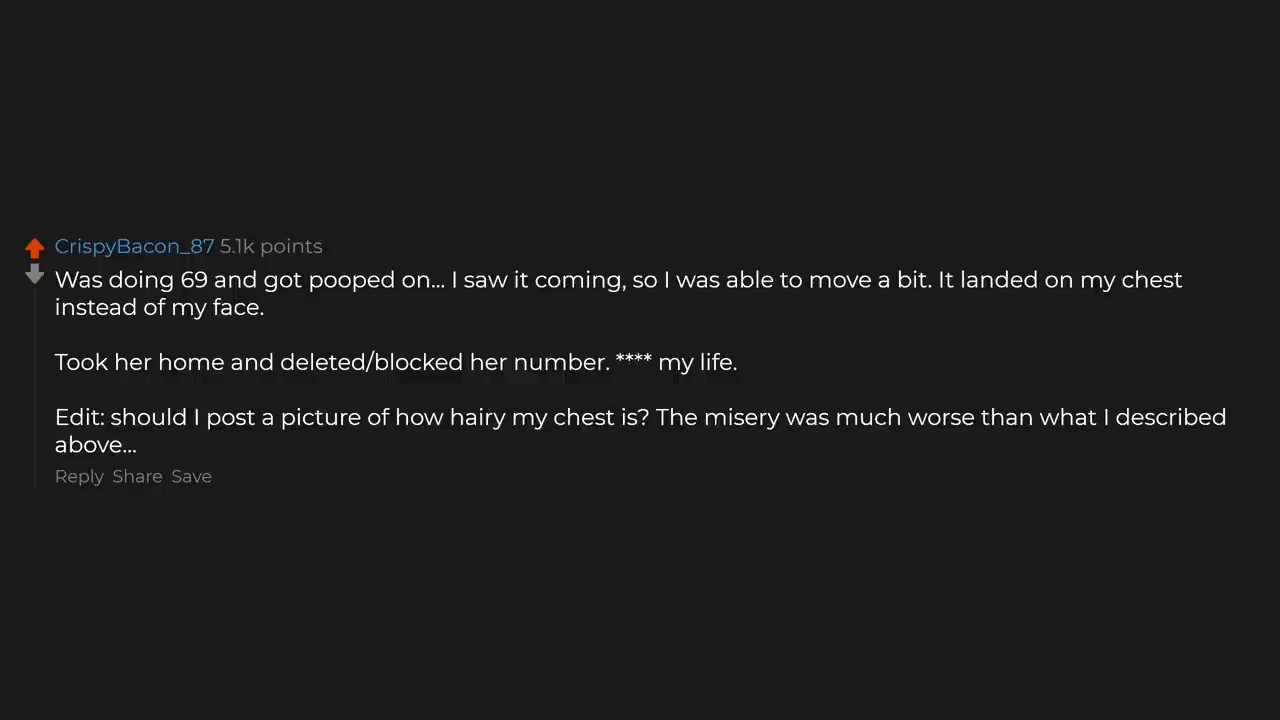 CrispyBacon_87 5.1k points
Was doing 69 and got pooped on... I saw it coming, so I was able to move a bit. It landed on my chest
instead of my face.
Took her home and deleted/blocked her number. **** my life.
Edit: should I post a picture of how hairy my chest is? The misery was much worse than what I described
above...
Reply Share Save